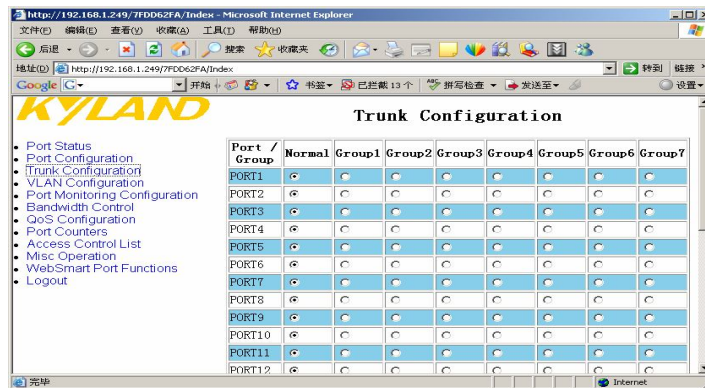 http://192.168.1.249/7FDD62FA/Index - Microsoft Internet Explorer
文件(F) 编辑(E) 查看(V) 收藏(A) 工具(T) 帮助(H)
后退 搜索 收藏夹
地址(D) http://192.168.1.249/7FDD62FA/Index 转到 链接 »
Google G 开始 书签 已拦截 13 个 拼写检查 发送至 设置
KYLAND
Trunk Configuration
Port Status
Port Configuration
Trunk Configuration
VLAN Configuration
Port Monitoring Configuration
Bandwidth Control
QoS Configuration
Port Counters
Access Control List
Misc Operation
WebSmart Port Functions
Logout
Port / Group Normal Group1 Group2 Group3 Group4 Group5 Group6 Group7
PORT1
PORT2
PORT3
PORT4
PORT5
PORT6
PORT7
PORT8
PORT9
PORT10
PORT11
PORT12
完毕 Internet